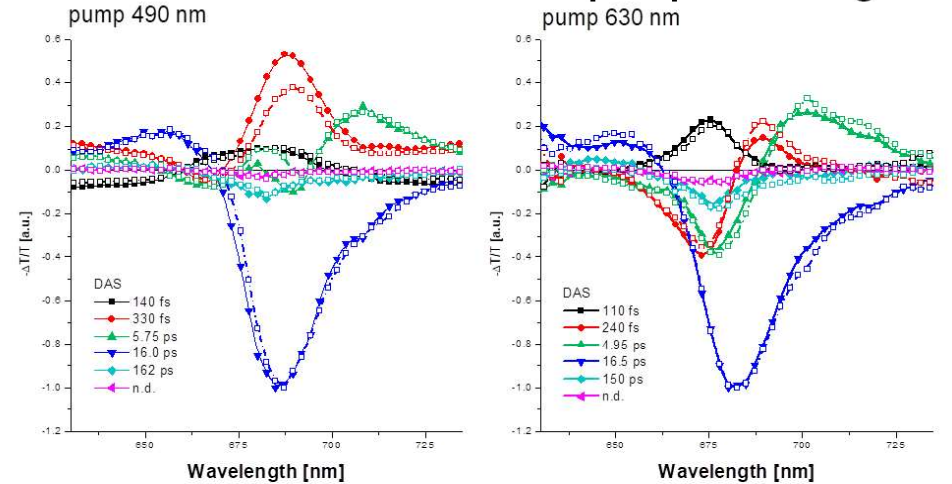 pump 490 nm
pump 630 nm
0.6
0.4
0.2
0.0
-0.2
-0.4
-0.6
-0.8
-1.0
-1.2
-ΔT/T [a.u.]
DAS
140 fs
330 fs
5.75 ps
16.0 ps
162 ps
n.d.
650
675
700
725
Wavelength [nm]
0.6
0.4
0.2
0.0
-0.2
-0.4
-0.6
-0.8
-1.0
-1.2
-ΔT/T [a.u.]
DAS
110 fs
240 fs
4.95 ps
16.5 ps
150 ps
n.d.
650
675
700
725
Wavelength [nm]